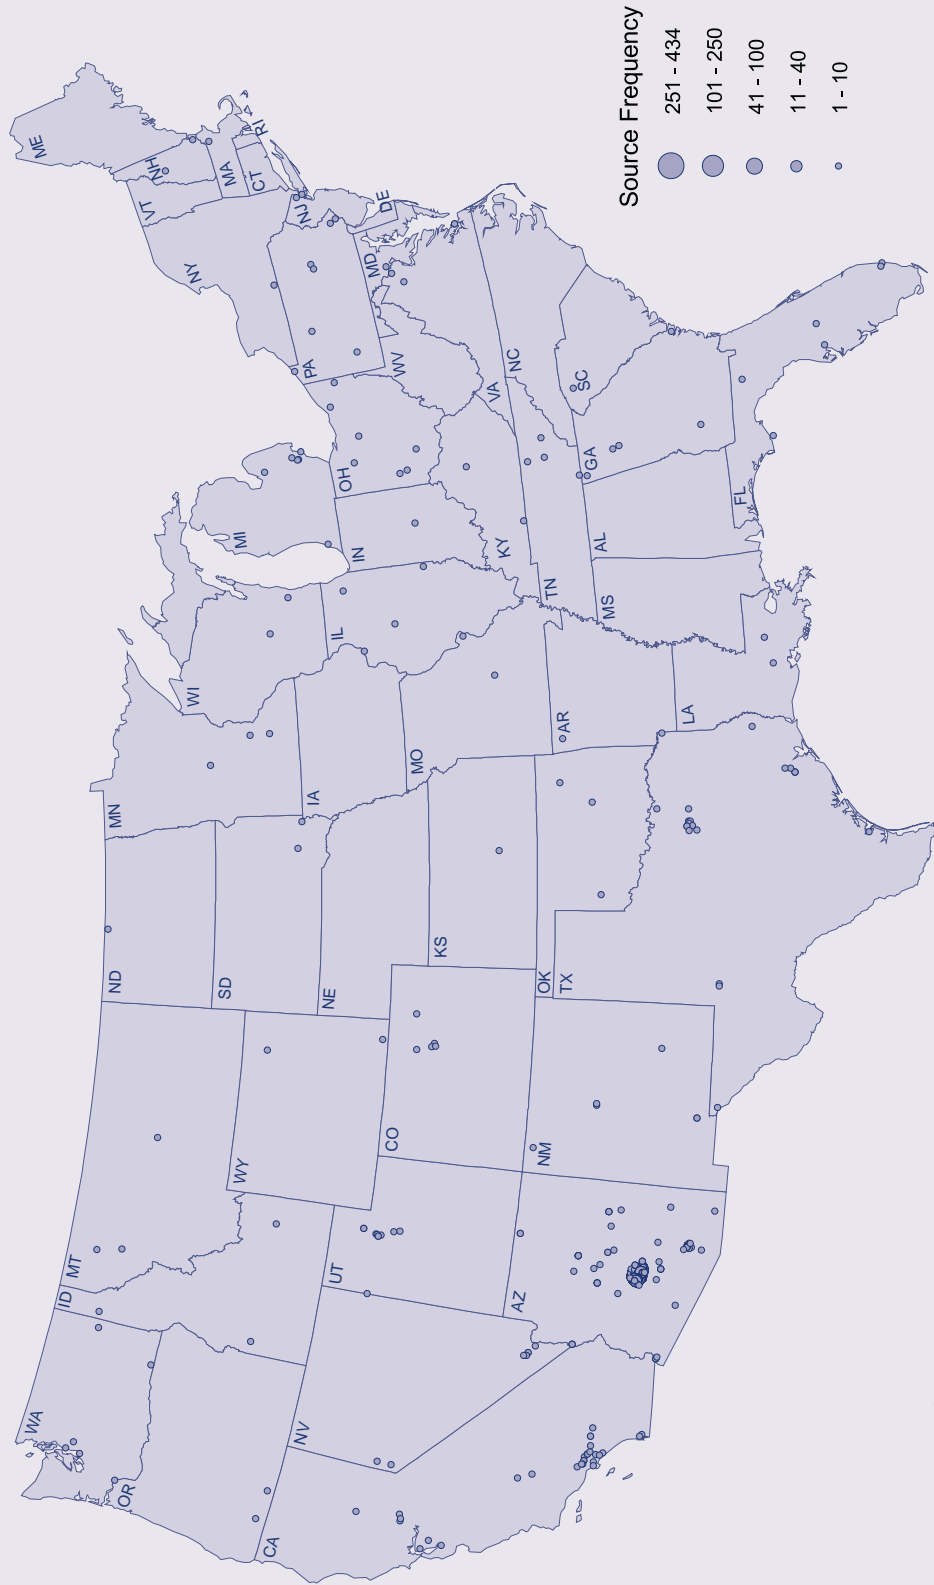 WA
OR
CA
ID
NV
MT
UT
AZ
WY
CO
NM
ND
SD
NE
KS
OK
TX
MN
IA
MO
AR
LA
WI
IL
MS
MI
IN
KY
TN
AL
OH
WV
VA
NC
SC
GA
FL
PA
NY
MD
DE
NJ
VT
NH
ME
MA
CT
RI
Source Frequency
251 - 434
101 - 250
41 - 100
11 - 40
1 - 10